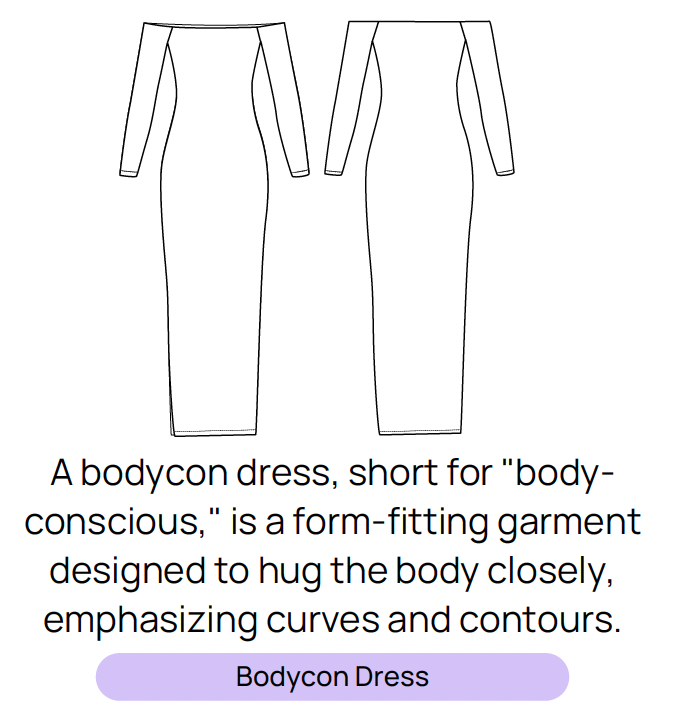 A bodycon dress, short for "body-
conscious," is a form-fitting garment
designed to hug the body closely,
emphasizing curves and contours.
Bodycon Dress